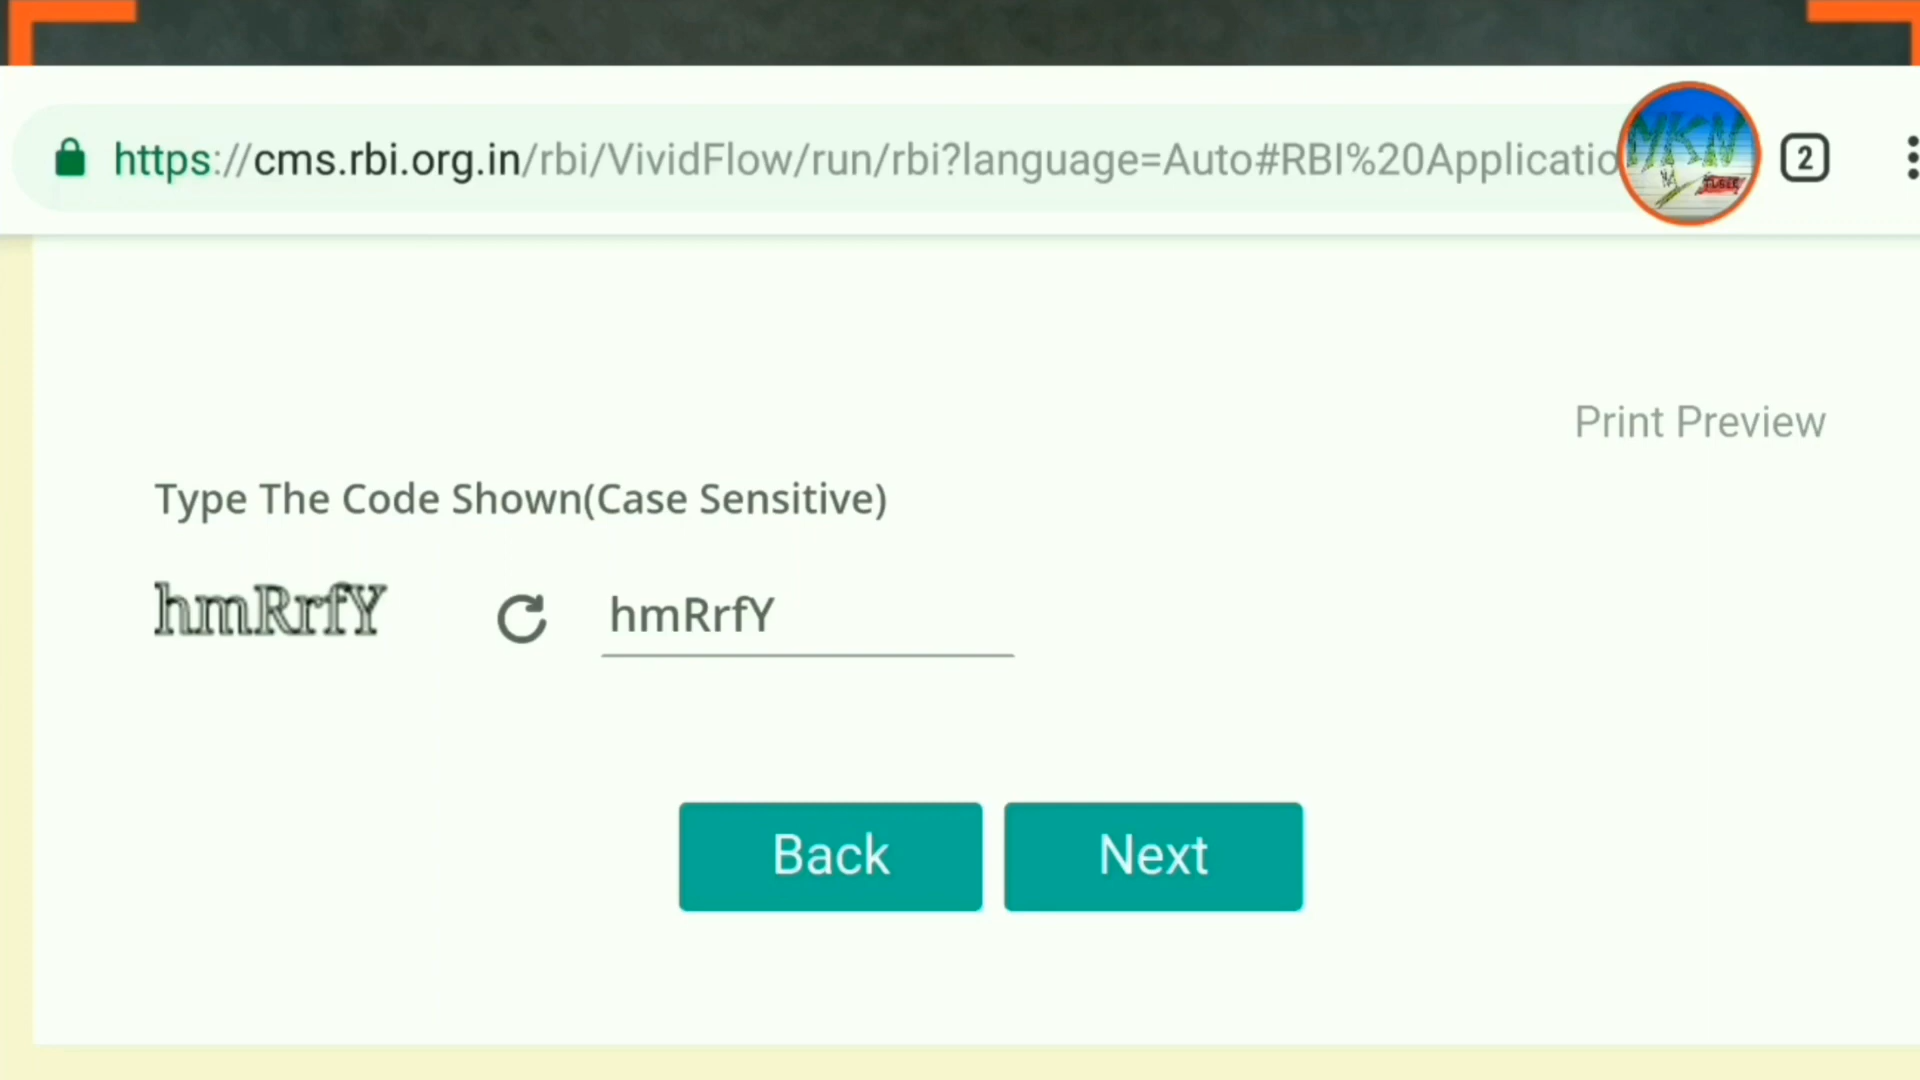 https://cms.rbi.org.in/rbi/VividFlow/run/rbi?language=Auto#RBI%20Applicatio
MKN
2
Print Preview
Type The Code Shown(Case Sensitive)
hmRrfY
hmRrfY
Back
Next